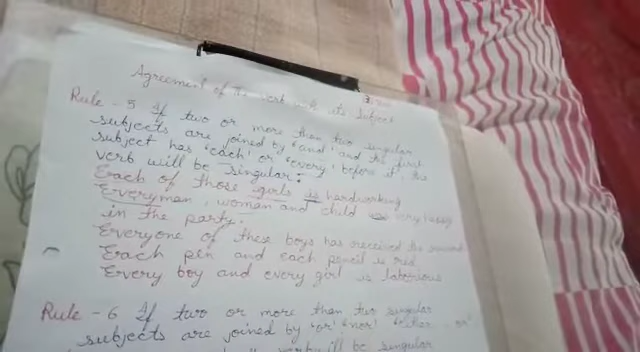 Agreement of the verb with its subject
Rule - 5 If two or more than two singular
subjects are joined by 'and' and the first
subject has 'each' or 'every' before it, the
verb will be singular:
Each of those girls is hardworking
Everyman, woman and child was very happy
in the party.
Everyone of these boys has received the
Each pen and each pencil is red
Every boy and every girl is laborious
Rule - 6 If two or more than two singular
subjects are joined by 'or' 'nor' or
will be singular